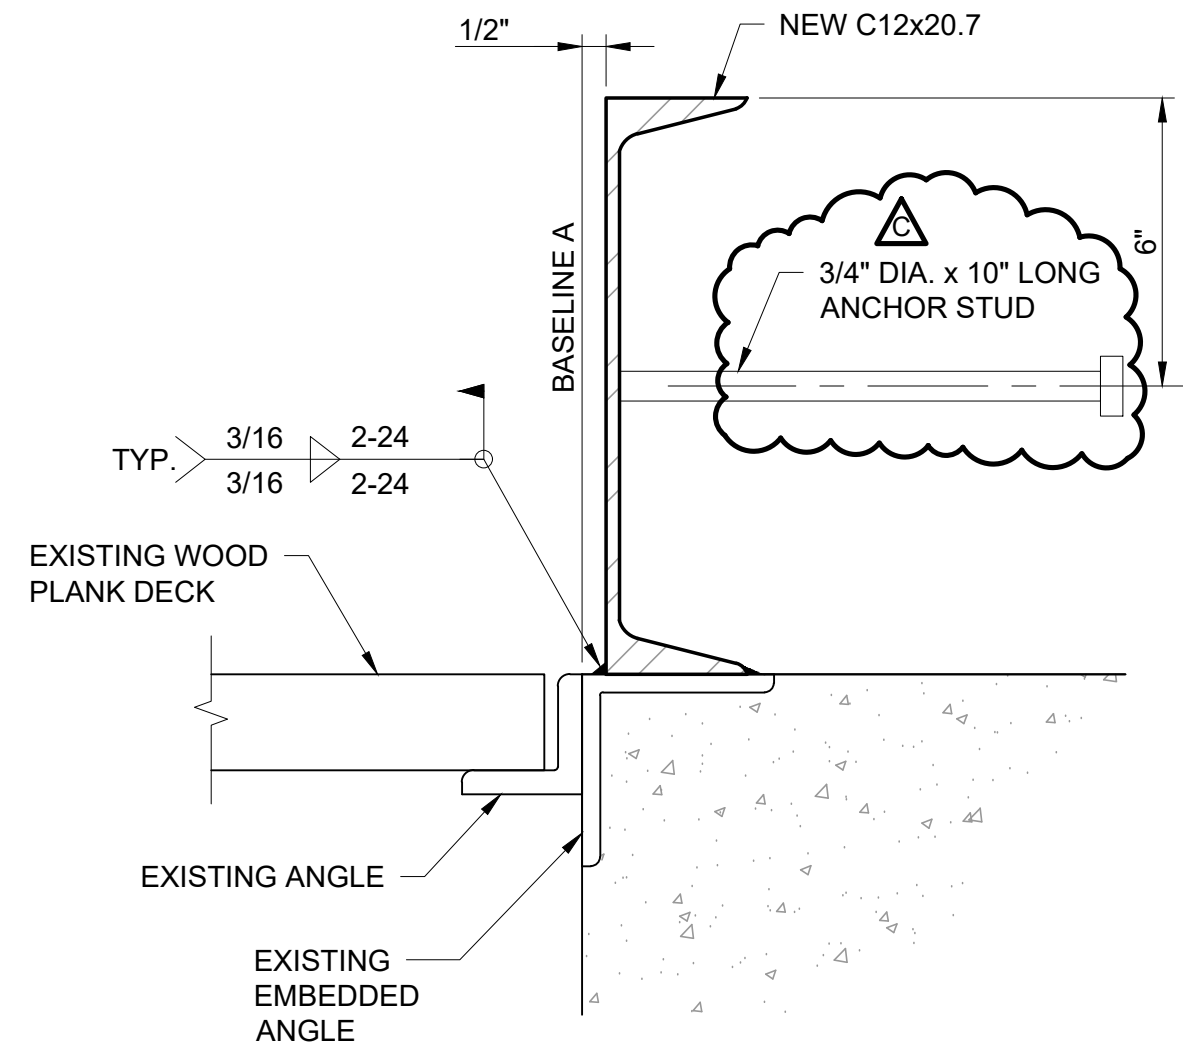 1/2"
NEW C12x20.7
BASELINE A
C
6"
3/4" DIA. x 10" LONG
ANCHOR STUD
TYP.
3/16 2-24
3/16 2-24
EXISTING WOOD
PLANK DECK
EXISTING ANGLE
EXISTING
EMBEDDED
ANGLE